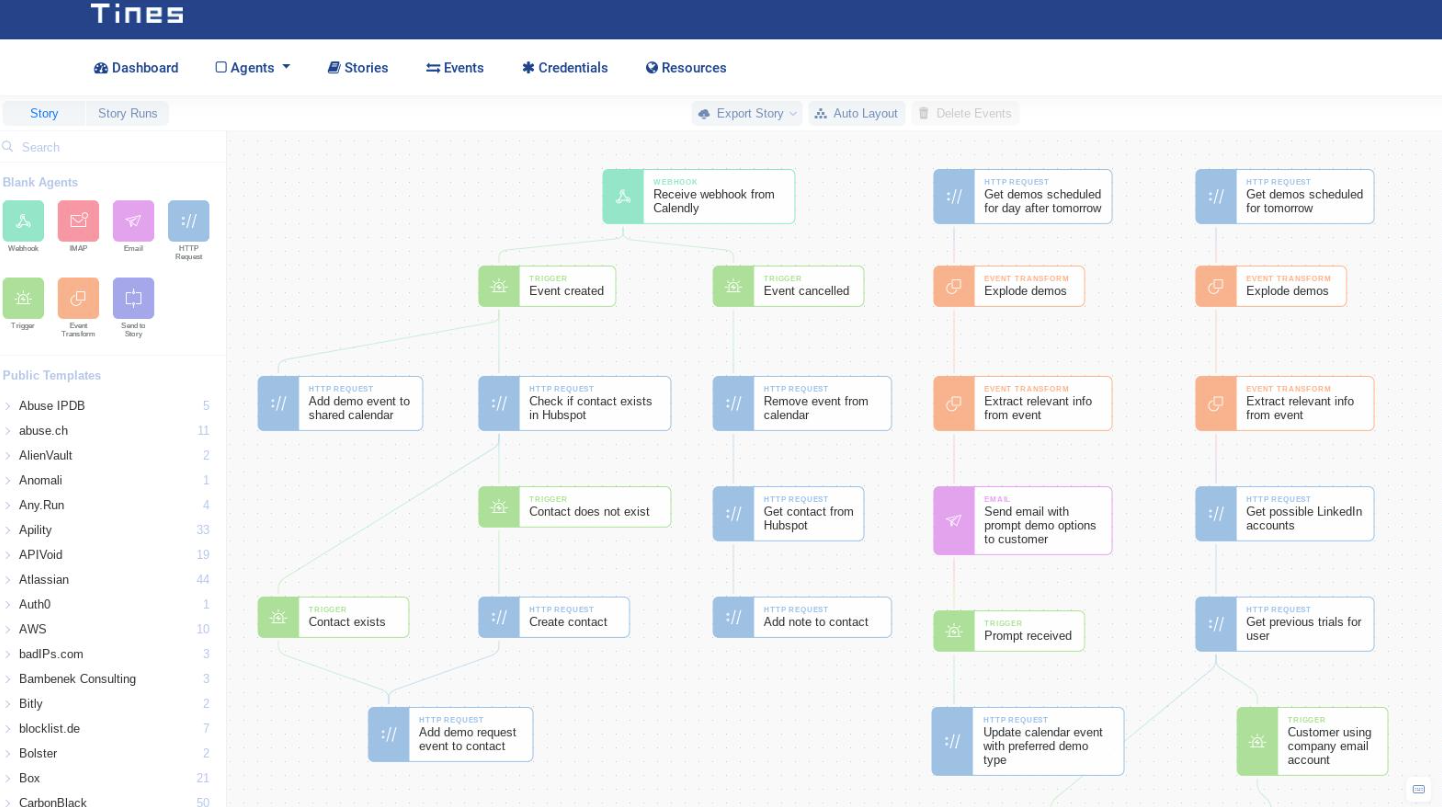 Tines
Dashboard
Agents
Stories
Events
Credentials
Resources
Story
Story Runs
Export Story
Auto Layout
Delete Events
Search
Blank Agents
Webhook
IMAP
Email
HTTP
Request
Trigger
Event
Transform
Send to
Story
Public Templates
Abuse IPDB 5
abuse.ch 11
AlienVault 2
Anomali 1
Any.Run 4
Apility 33
APIVoid 19
Atlassian 44
Auth0 1
AWS 10
badIPs.com 3
Bambenek Consulting 3
Bitly 2
blocklist.de 7
Bolster 2
Box 21
CarbonBlack 50
WEBHOOK
Receive webhook from
Calendly
HTTP REQUEST
Get demos scheduled
for day after tomorrow
HTTP REQUEST
Get demos scheduled
for tomorrow
TRIGGER
Event created
TRIGGER
Event cancelled
EVENT TRANSFORM
Explode demos
EVENT TRANSFORM
Explode demos
HTTP REQUEST
Add demo event to
shared calendar
HTTP REQUEST
Check if contact exists
in Hubspot
HTTP REQUEST
Remove event from
calendar
EVENT TRANSFORM
Extract relevant info
from event
EVENT TRANSFORM
Extract relevant info
from event
TRIGGER
Contact does not exist
HTTP REQUEST
Get contact from
Hubspot
EMAIL
Send email with
prompt demo options
to customer
HTTP REQUEST
Get possible LinkedIn
accounts
TRIGGER
Contact exists
HTTP REQUEST
Create contact
HTTP REQUEST
Add note to contact
TRIGGER
Prompt received
HTTP REQUEST
Get previous trials for
user
HTTP REQUEST
Add demo request
event to contact
HTTP REQUEST
Update calendar event
with preferred demo
type
TRIGGER
Customer using
company email
account